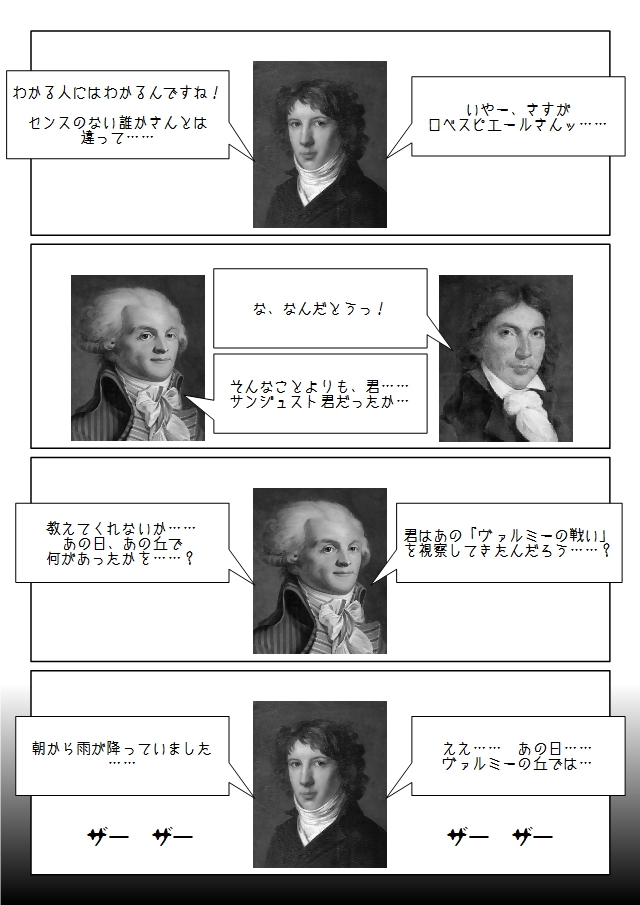 いやー、さすが
ロベスピエールさんッ……
わかる人にはわかるんですね！
センスのない誰かさんとは
違って……
な、なんだとうっ！
そんなことよりも、君……
サンジュスト君だったか…
君はあの「ヴァルミーの戦い」
を視察してきたんだろう……？
教えてくれないか……
あの日、あの丘で
何があったかを……？
ええ……　あの日……
ヴァルミーの丘では…
朝から雨が降っていました
……
ザー　ザー
ザー　ザー